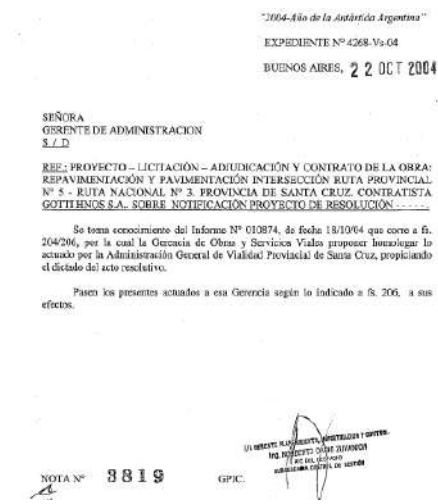 "2004-Año de la Antártida Argentina"
EXPEDIENTE Nº 4268-Vs-04
BUENOS AIRES, 22 OCT 2004
SEÑORA
GERENTE DE ADMINISTRACION
S / D
REF.: PROYECTO – LICITACIÓN – ADJUDICACIÓN Y CONTRATO DE LA OBRA:
REPAVIMENTACIÓN Y PAVIMENTACIÓN INTERSECCIÓN RUTA PROVINCIAL
Nº 5 - RUTA NACIONAL Nº 3. PROVINCIA DE SANTA CRUZ. CONTRATISTA
GOTTI HNOS S.A.. SOBRE NOTIFICACIÓN PROYECTO DE RESOLUCIÓN - - - - -.
Se toma conocimiento del Informe Nº 010874, de fecha 18/10/04 que corre a fs.
204/206, por la cual la Gerencia de Obras y Servicios Viales propone homologar lo
actuado por la Administración General de Vialidad Provincial de Santa Cruz, propiciando
el dictado del acto resolutivo.
Pasen los presentes actuados a esa Gerencia según lo indicado a fs. 206, a sus
efectos.
GERENTE
Ing.
NOTA Nº 3819 GPIC.